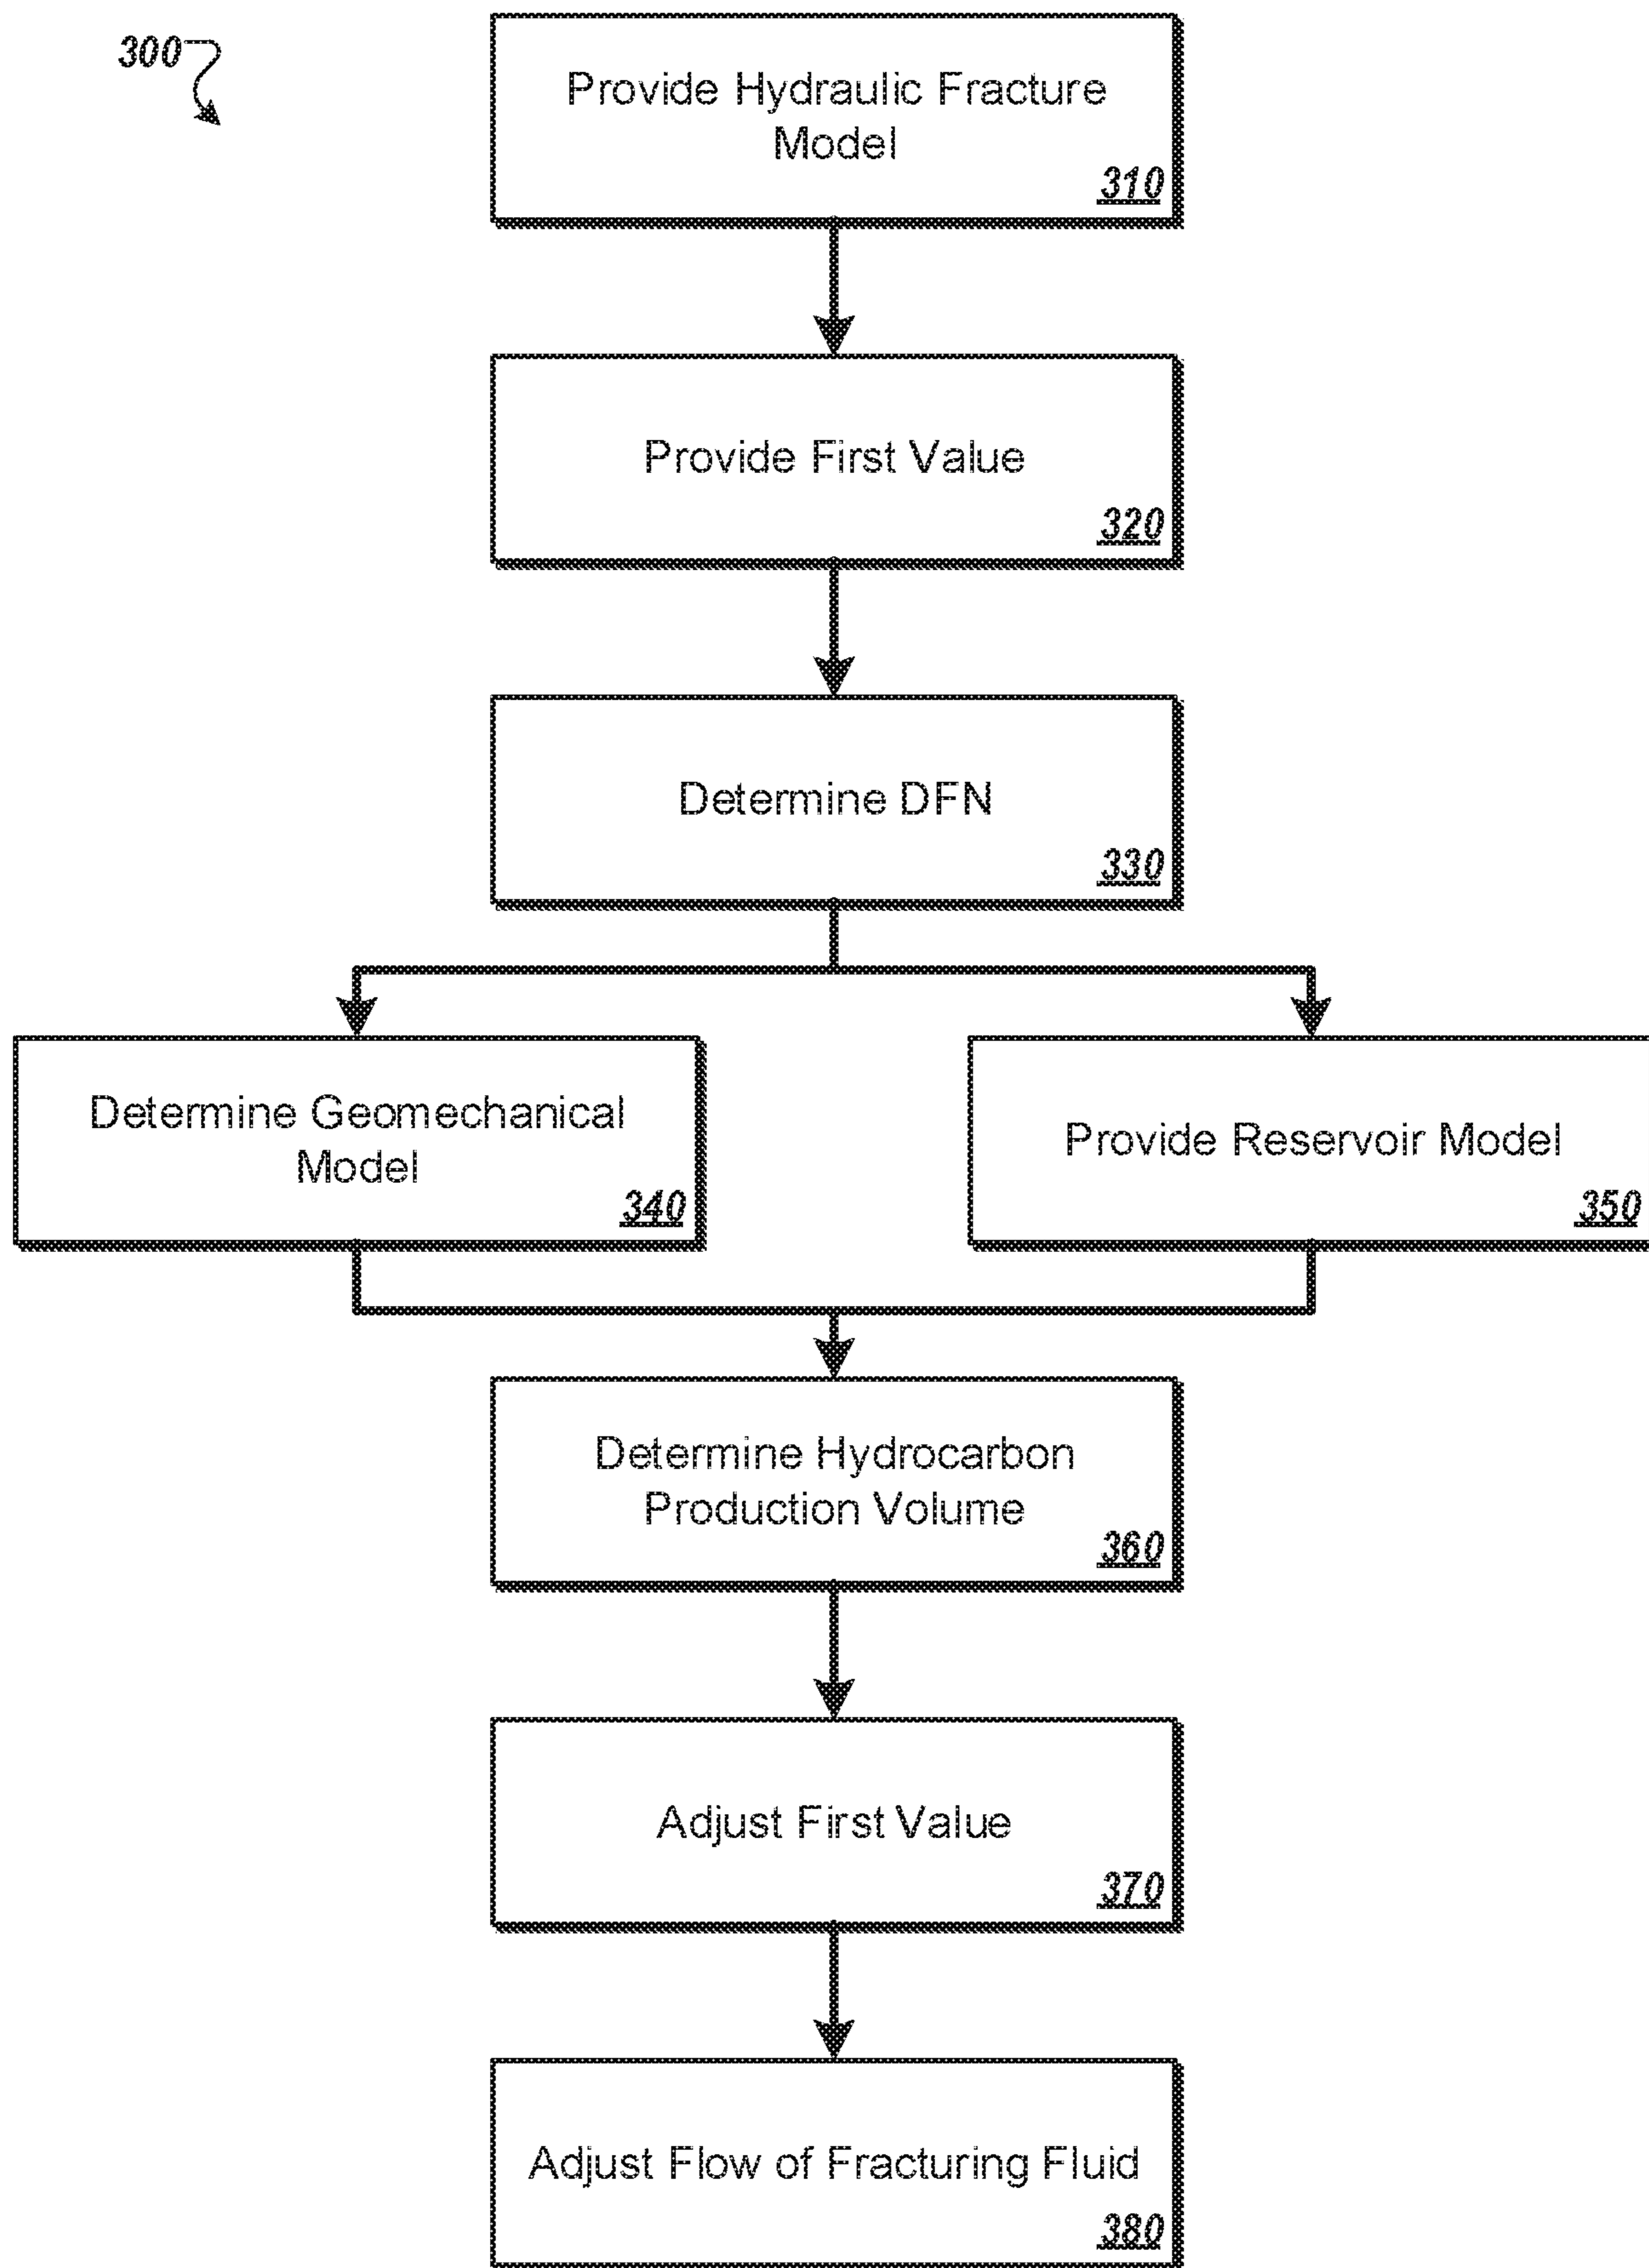 300
Provide Hydraulic Fracture
Model
310
Provide First Value
320
Determine DFN
330
Determine Geomechanical
Model
340
Provide Reservoir Model
350
Determine Hydrocarbon
Production Volume
360
Adjust First Value
370
Adjust Flow of Fracturing Fluid
380